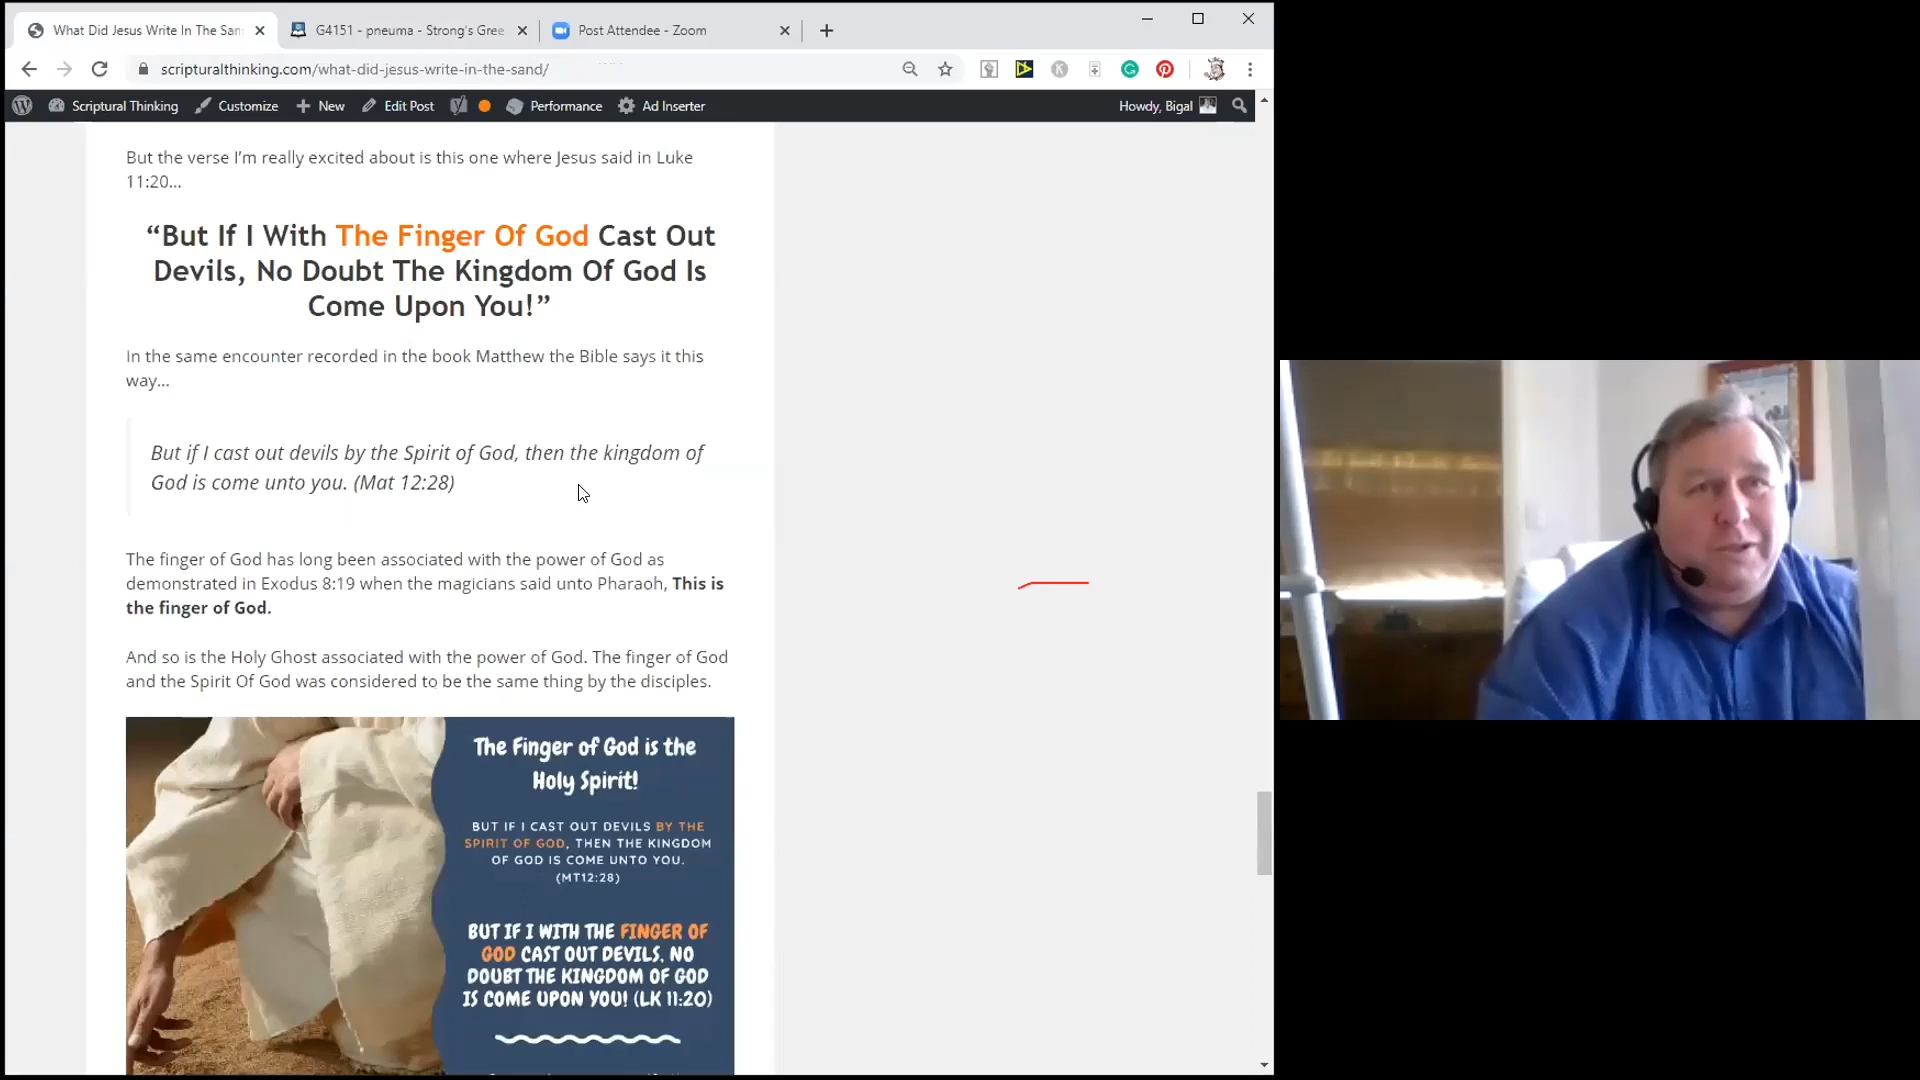 What Did Jesus Write In The San
G4151 - pneuma - Strong's Gree
Post Attendee - Zoom
scripturalthinking.com/what-did-jesus-write-in-the-sand/
Scriptural Thinking Customize New Edit Post Performance Ad Inserter Howdy, Bigal
But the verse I'm really excited about is this one where Jesus said in Luke
11:20...
“But If I With The Finger Of God Cast Out
Devils, No Doubt The Kingdom Of God Is
Come Upon You!”
In the same encounter recorded in the book Matthew the Bible says it this
way...
But if I cast out devils by the Spirit of God, then the kingdom of
God is come unto you. (Mat 12:28)
The finger of God has long been associated with the power of God as
demonstrated in Exodus 8:19 when the magicians said unto Pharaoh, This is
the finger of God.
And so is the Holy Ghost associated with the power of God. The finger of God
and the Spirit Of God was considered to be the same thing by the disciples.
The Finger of God is the
Holy Spirit!
BUT IF I CAST OUT DEVILS BY THE
SPIRIT OF GOD, THEN THE KINGDOM
OF GOD IS COME UNTO YOU.
(MT12:28)
BUT IF I WITH THE FINGER OF
GOD CAST OUT DEVILS, NO
DOUBT THE KINGDOM OF GOD
IS COME UPON YOU! (LK 11:20)